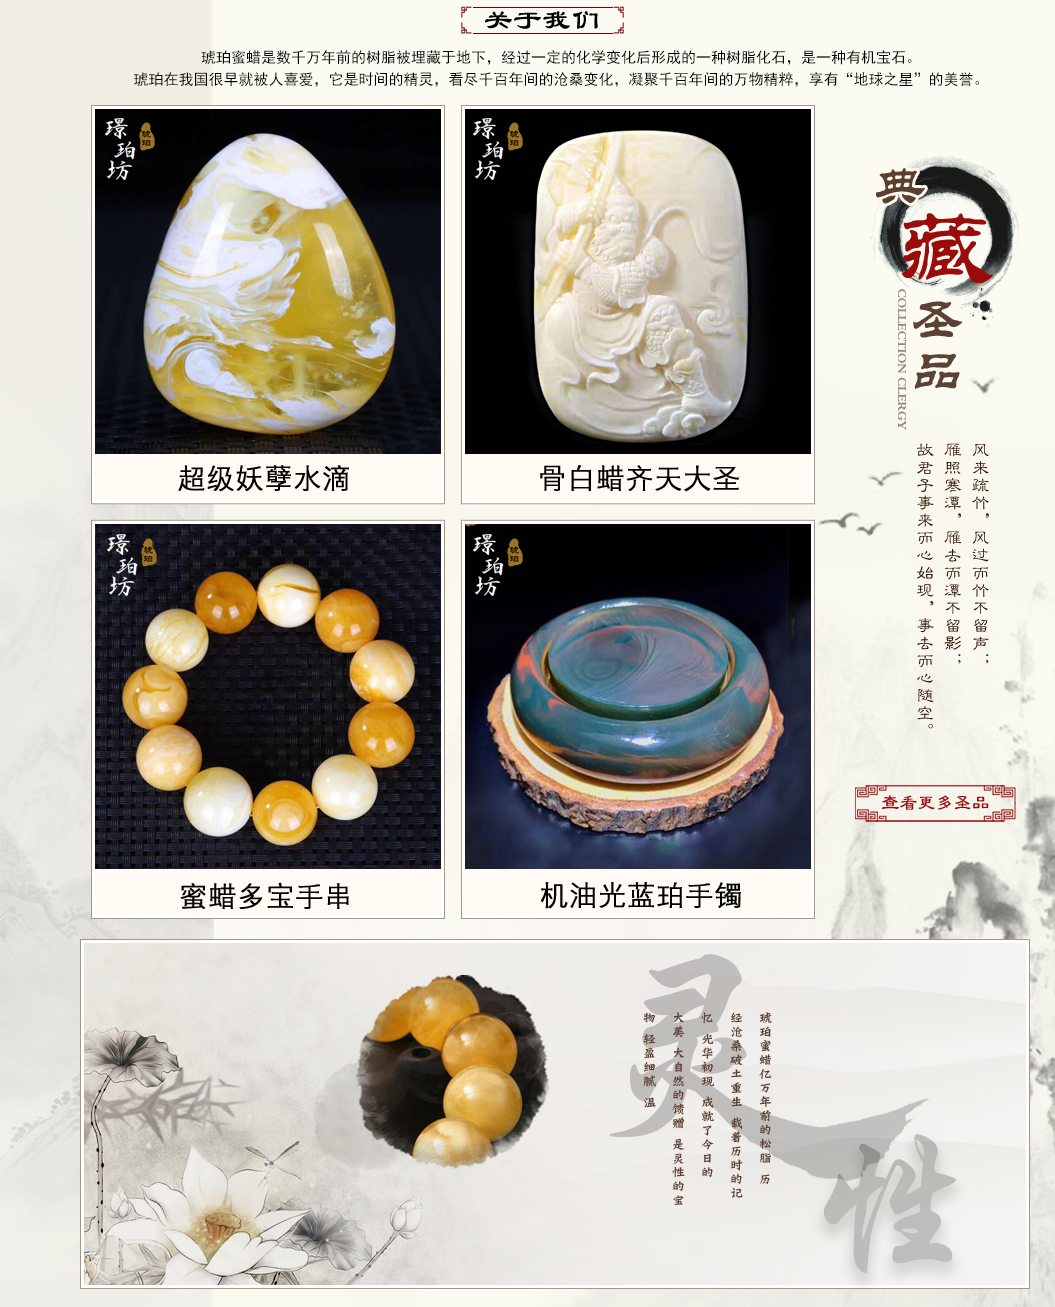 关于我们
琥珀蜜蜡是数千万年前的树脂被埋藏于地下，经过一定的化学变化后形成的一种树脂化石，是一种有机宝石。
琥珀在我国很早就被人喜爱，它是时间的精灵，看尽千百年间的沧桑变化，凝聚千百年间的万物精粹，享有“地球之星”的美誉。
璟珀坊
琥珀
超级妖孽水滴
璟珀坊
琥珀
骨白蜡齐天大圣
璟珀坊
琥珀
蜜蜡多宝手串
璟珀坊
琥珀
机油光蓝珀手镯
典藏圣品
COLLECTION CLERGY
风来疏竹，风过而竹不留声；
雁照寒潭，雁去而潭不留影；
故君子事来而心始现，事去而心随空。
查看更多圣品
灵性
琥珀蜜蜡亿万年前的松脂 历
经沧桑破土重生 载着历时的记
忆 光华初现 成就了今日的
大美 大自然的馈赠 是灵性的宝
物 轻盈细腻 温